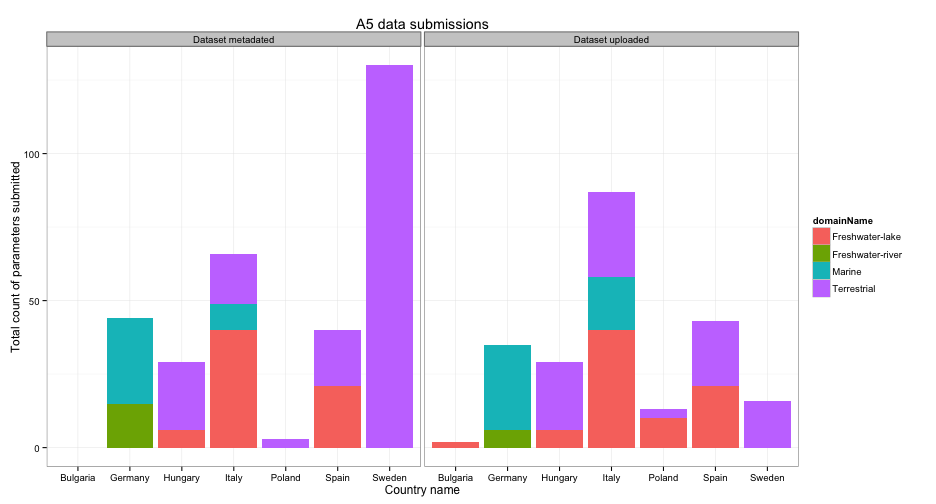 A5 data submissions
Dataset metadated
Dataset uploaded
Total count of parameters submitted
100
50
0
Bulgaria Germany Hungary Italy Poland Spain Sweden
Bulgaria Germany Hungary Italy Poland Spain Sweden
Country name
domainName
Freshwater-lake
Freshwater-river
Marine
Terrestrial